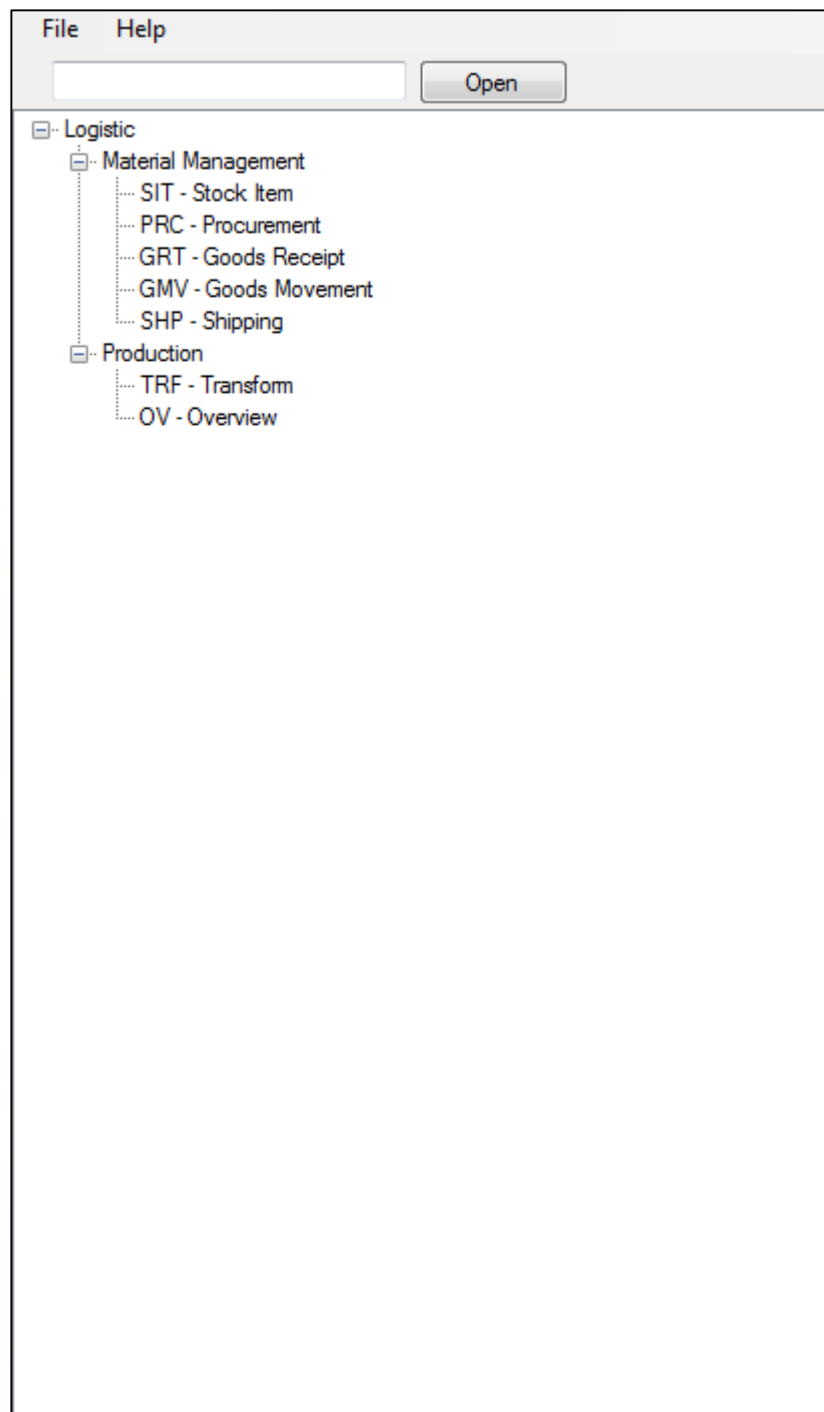 File Help
Open
Logistic
Material Management
SIT - Stock Item
PRC - Procurement
GRT - Goods Receipt
GMV - Goods Movement
SHP - Shipping
Production
TRF - Transform
OV - Overview